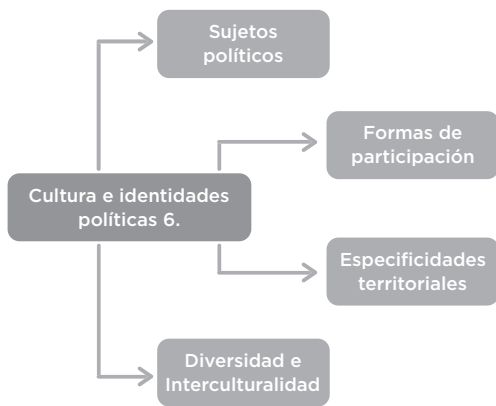 Sujetos
políticos
Formas de
participación
Cultura e identidades
políticas 6.
Especificidades
territoriales
Diversidad e
Interculturalidad